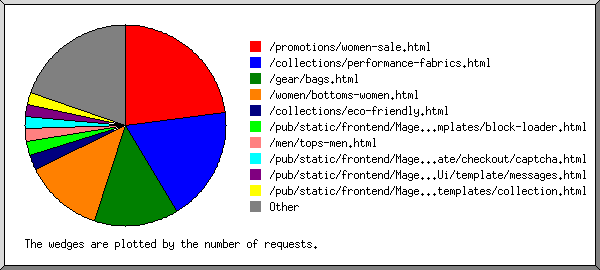 /promotions/women-sale.html
/collections/performance-fabrics.html
/gear/bags.html
/women/bottoms-women.html
/collections/eco-friendly.html
/pub/static/frontend/Mage...mplates/block-loader.html
/men/tops-men.html
/pub/static/frontend/Mage...ate/checkout/captcha.html
/pub/static/frontend/Mage...Ui/template/messages.html
/pub/static/frontend/Mage...templates/collection.html
Other
The wedges are plotted by the number of requests.